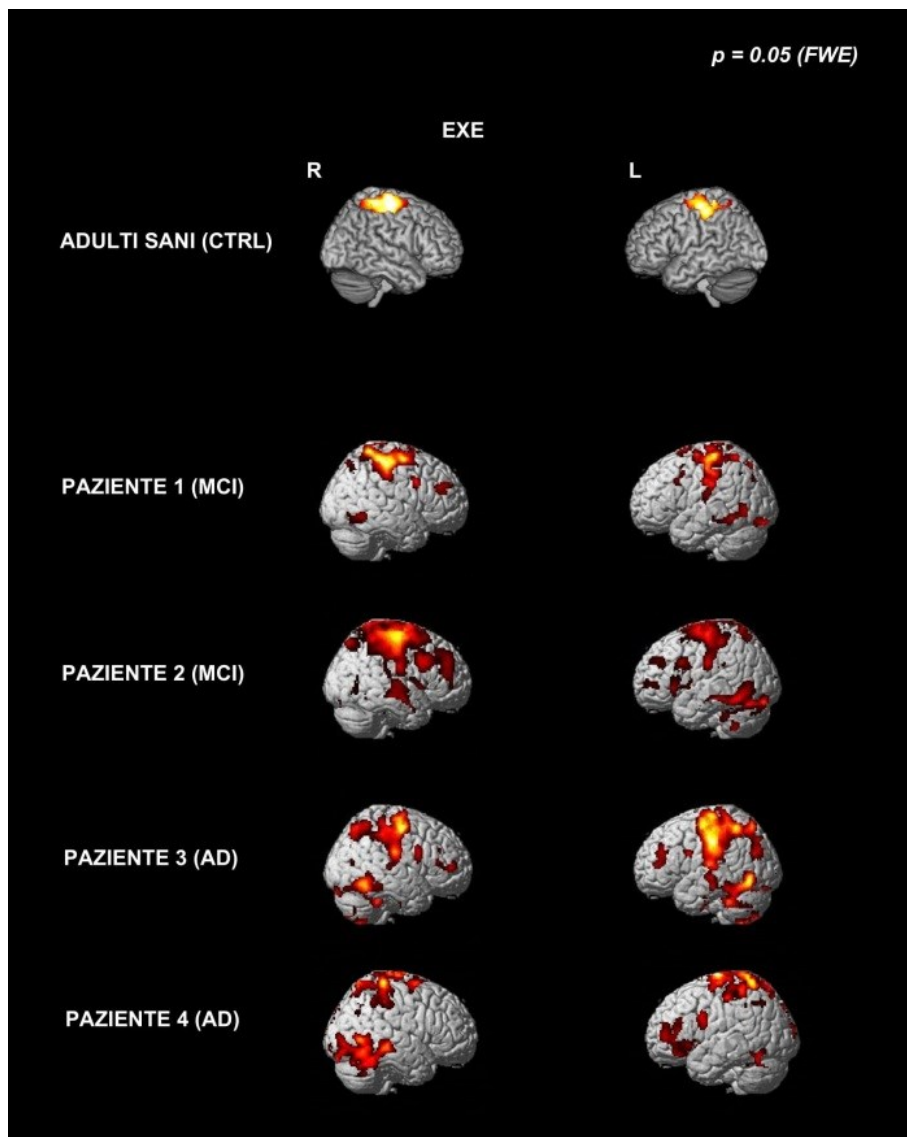 p = 0.05 (FWE)
EXE
R L
ADULTI SANI (CTRL)
PAZIENTE 1 (MCI)
PAZIENTE 2 (MCI)
PAZIENTE 3 (AD)
PAZIENTE 4 (AD)